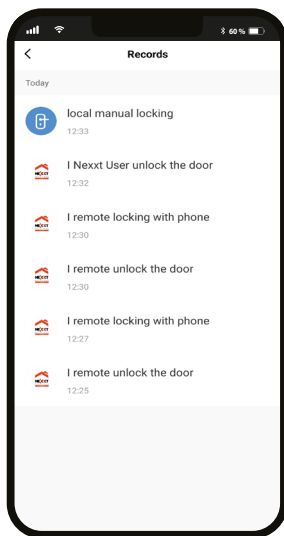 60 %
Records
Today
local manual locking
12:33
I Nexxt User unlock the door
12:32
I remote locking with phone
12:30
I remote unlock the door
12:30
I remote locking with phone
12:27
I remote unlock the door
12:25